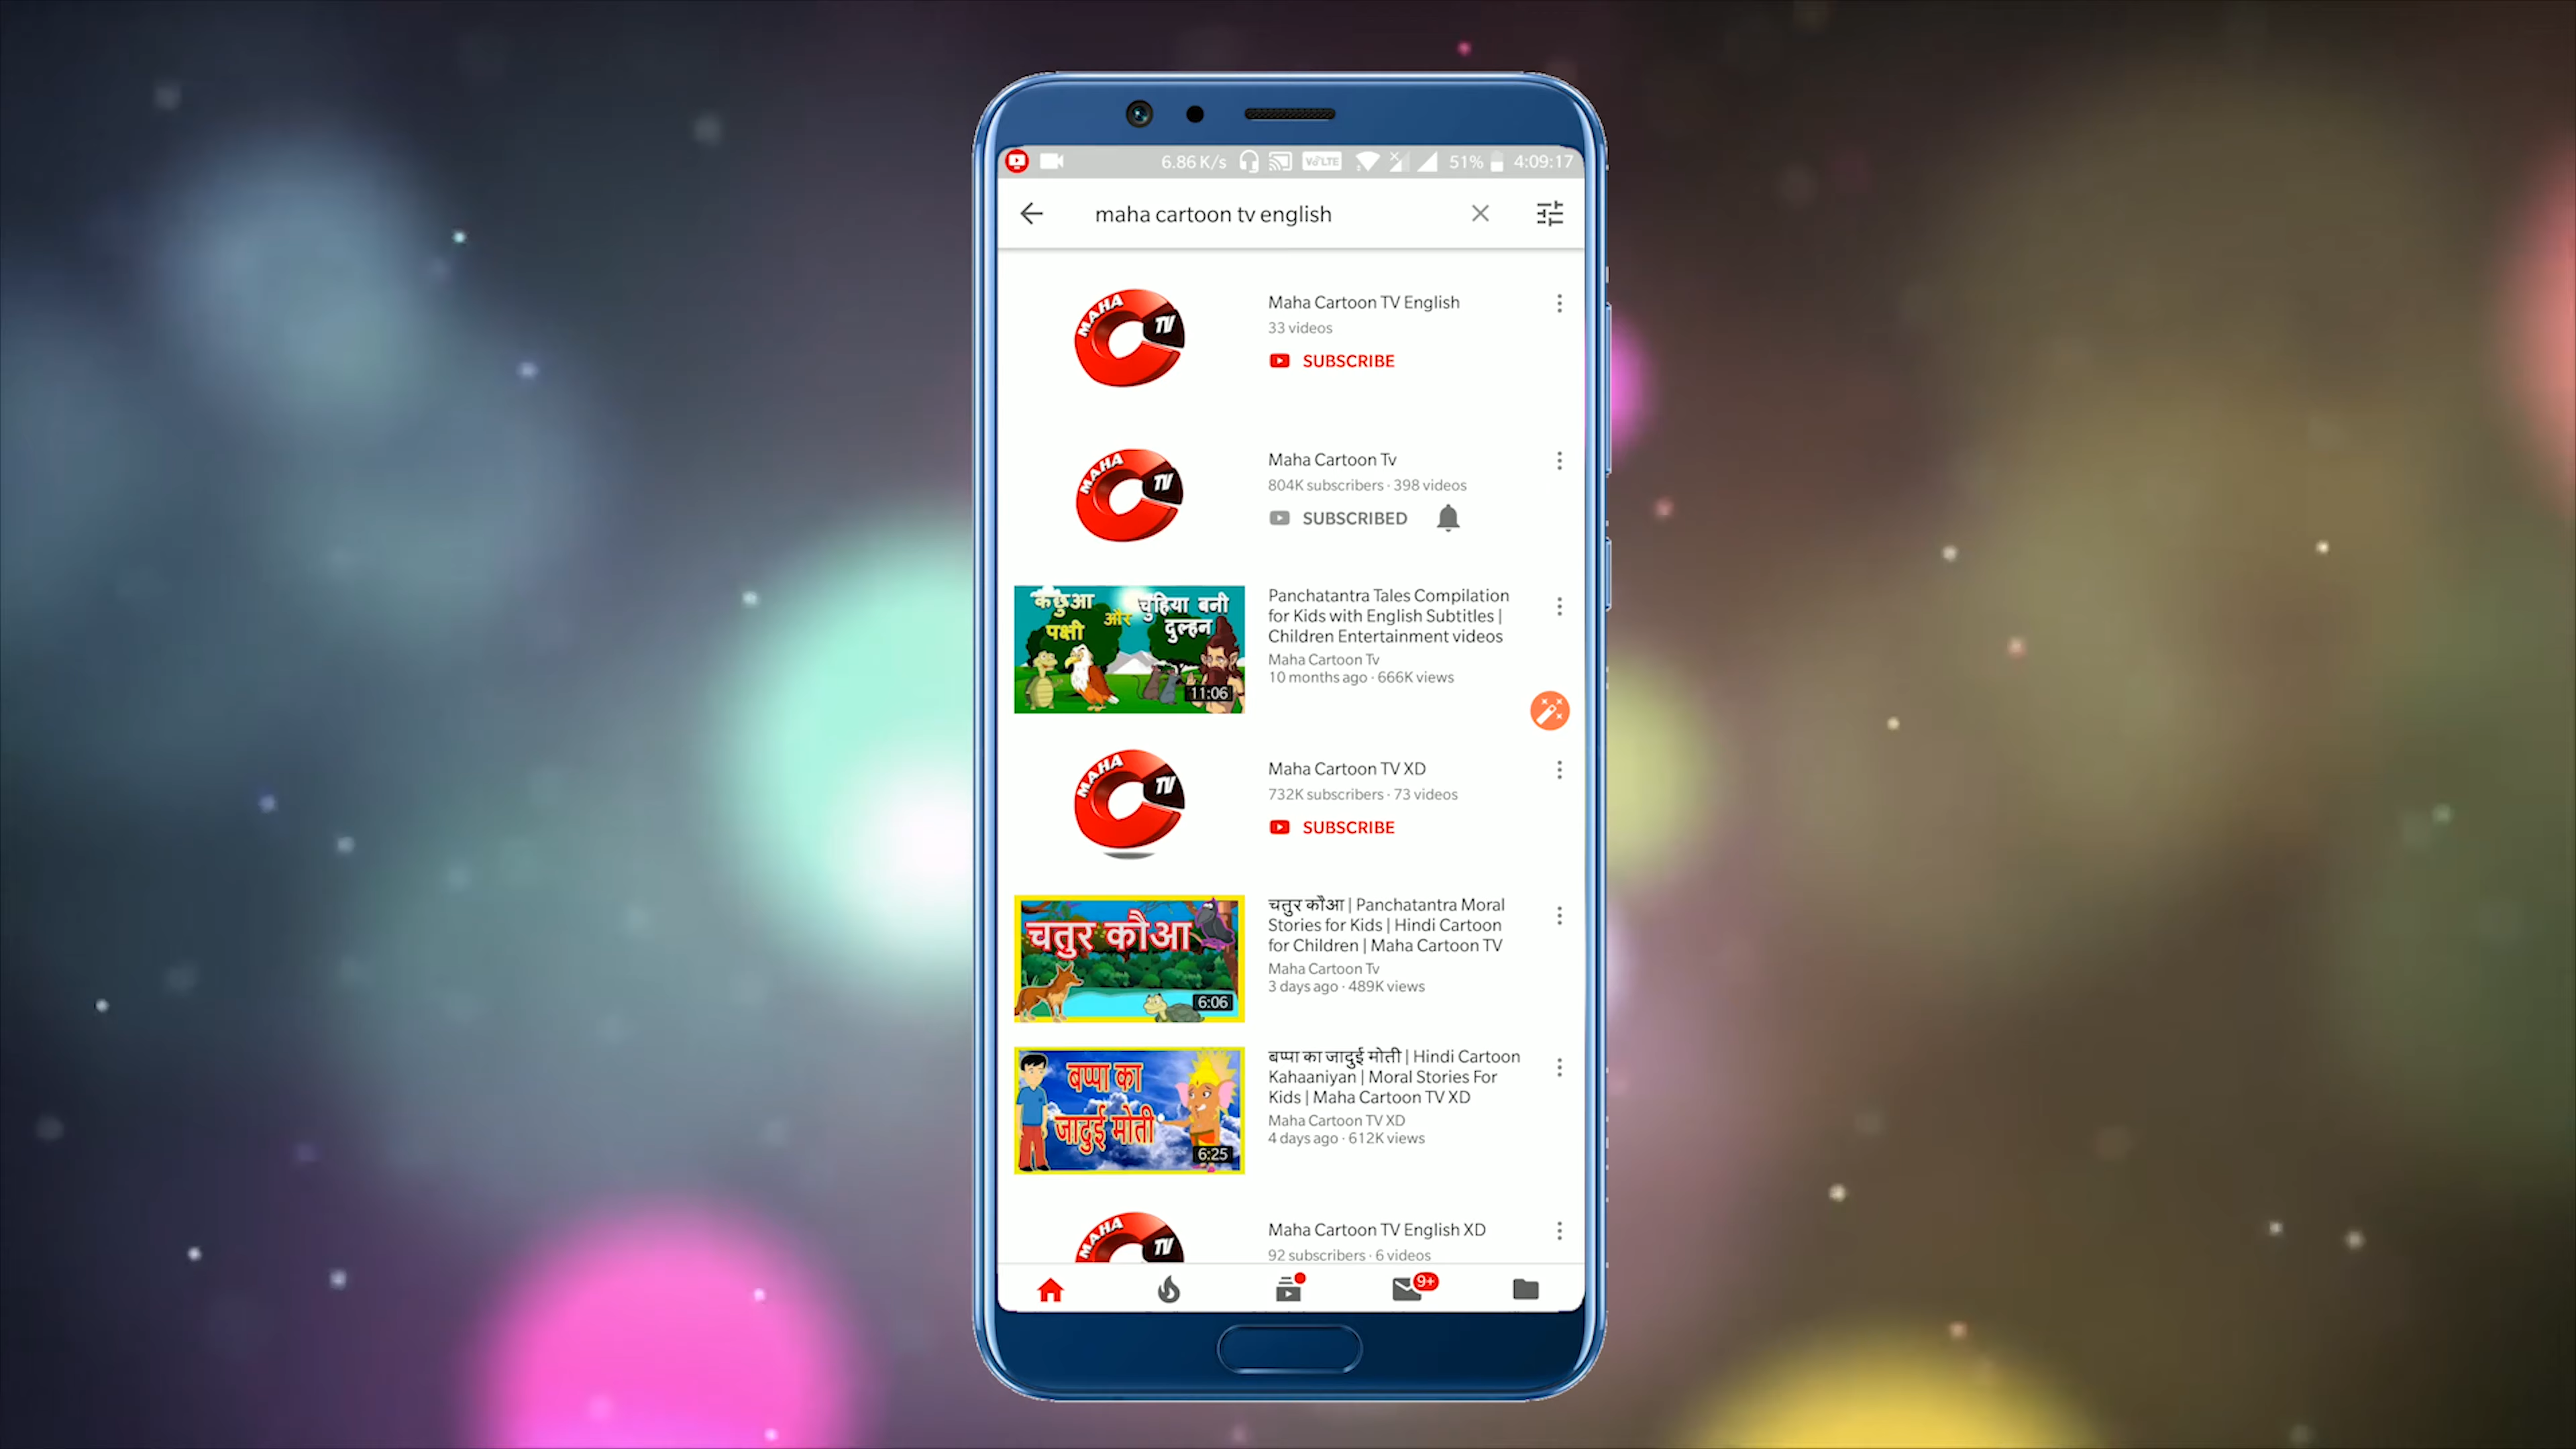 6.86 K/s VoLTE 51% 4:09:17
maha cartoon tv english
MAHA TV
Maha Cartoon TV English
33 videos
SUBSCRIBE
MAHA TV
Maha Cartoon Tv
804K subscribers · 398 videos
SUBSCRIBED
कछुआ
और
पक्षी
चुहिया बनी
दुल्हन
11:06
Panchatantra Tales Compilation
for Kids with English Subtitles |
Children Entertainment videos
Maha Cartoon Tv
10 months ago · 666K views
MAHA TV
Maha Cartoon TV XD
732K subscribers · 73 videos
SUBSCRIBE
चतुर कौआ
6:06
चतुर कौआ | Panchatantra Moral
Stories for Kids | Hindi Cartoon
for Children | Maha Cartoon TV
Maha Cartoon Tv
3 days ago · 489K views
बप्पा का
जादुई मोती
6:25
बप्पा का जादुई मोती | Hindi Cartoon
Kahaaniyan | Moral Stories For
Kids | Maha Cartoon TV XD
Maha Cartoon TV XD
4 days ago · 612K views
MAHA TV
Maha Cartoon TV English XD
92 subscribers · 6 videos
9+